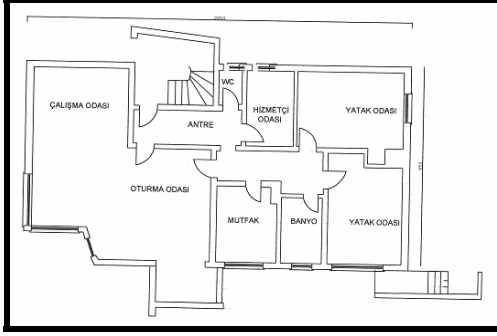 WC
ÇALIŞMA ODASI
HİZMETÇİ
ODASI
YATAK ODASI
ANTRE
OTURMA ODASI
MUTFAK
BANYO
YATAK ODASI